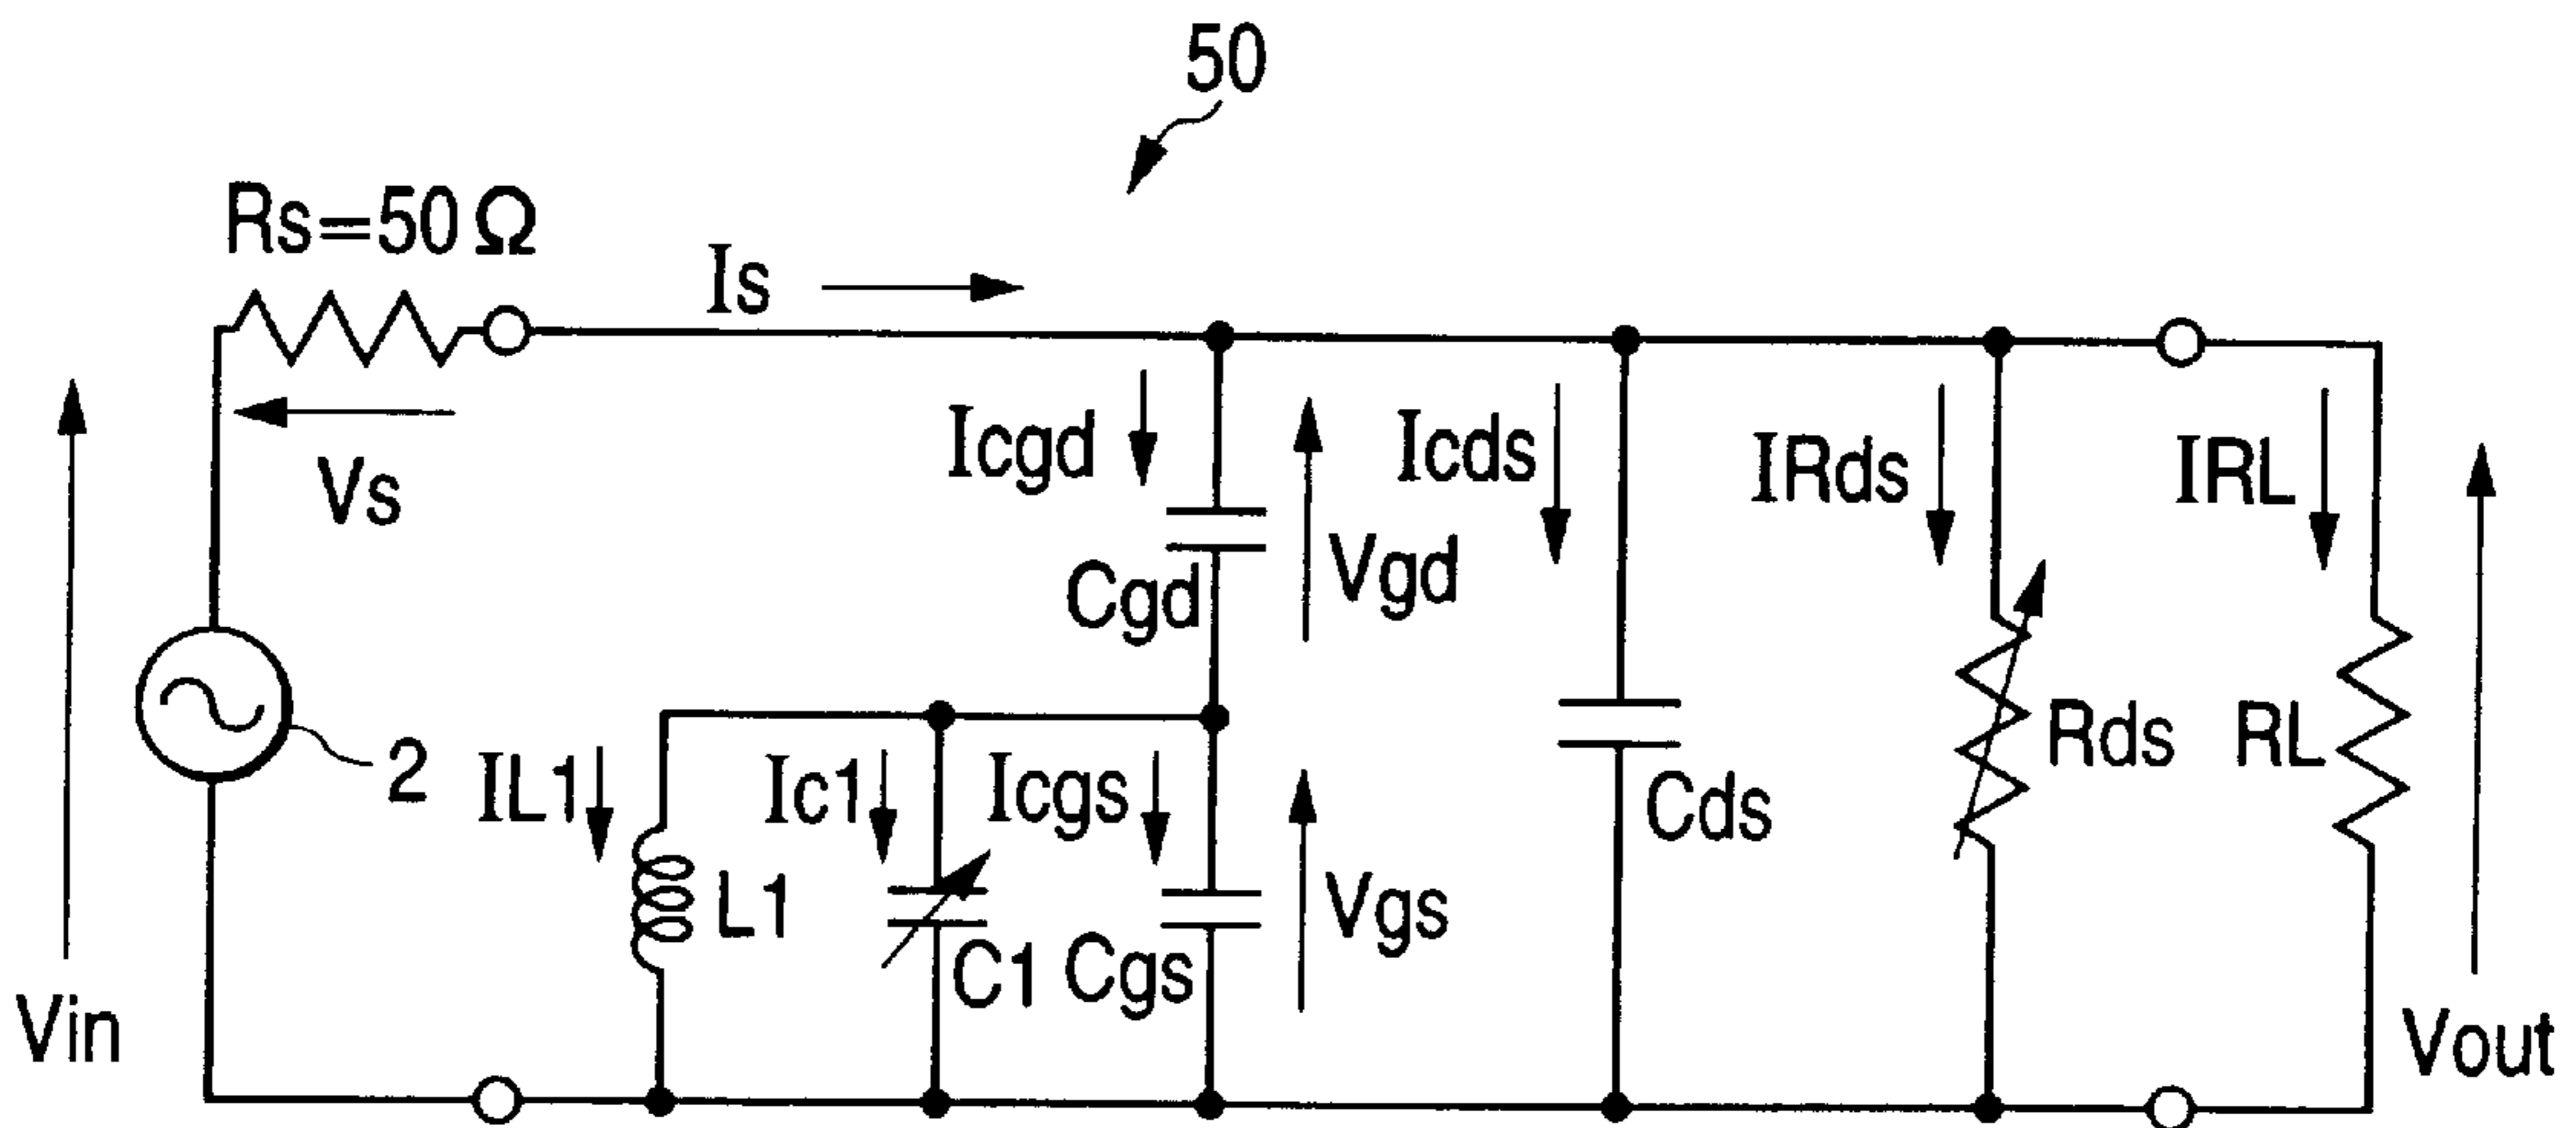 50
Rs=50Ω
Is
Vs
Icgd
Vgd
Icds
IRds
IRL
Cgd
2
IL1
Ic1
Icgs
Rds
RL
Cds
L1
C1
Cgs
Vgs
Vin
Vout